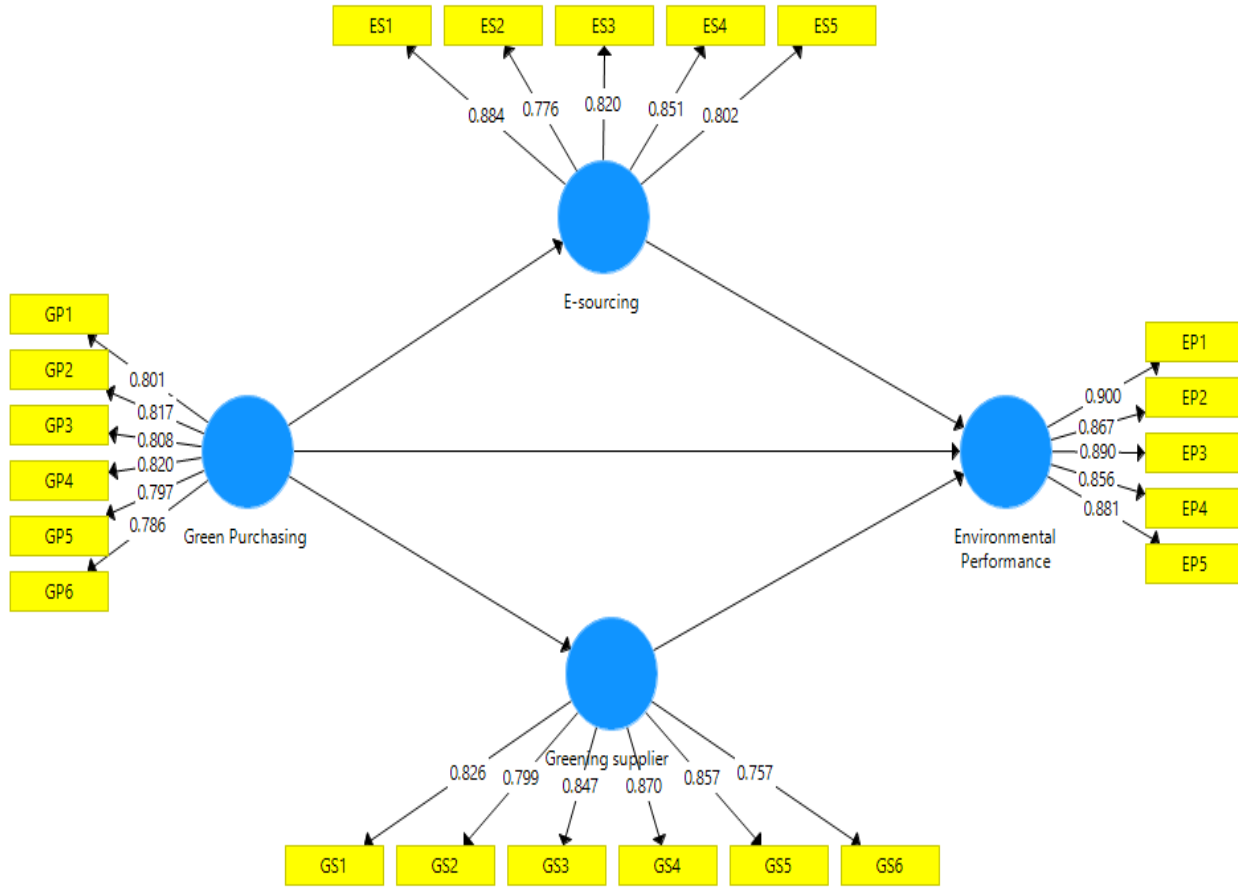 ES1 ES2 ES3 ES4 ES5
0.884 0.776 0.820 0.851 0.802
E-sourcing
GP1
GP2
GP3
GP4
GP5
GP6
0.801
0.817
0.808
0.820
0.797
0.786
Green Purchasing
EP1
EP2
EP3
EP4
EP5
0.900
0.867
0.890
0.856
0.881
Environmental
Performance
Greening supplier
0.826 0.799 0.847 0.870 0.857 0.757
GS1 GS2 GS3 GS4 GS5 GS6